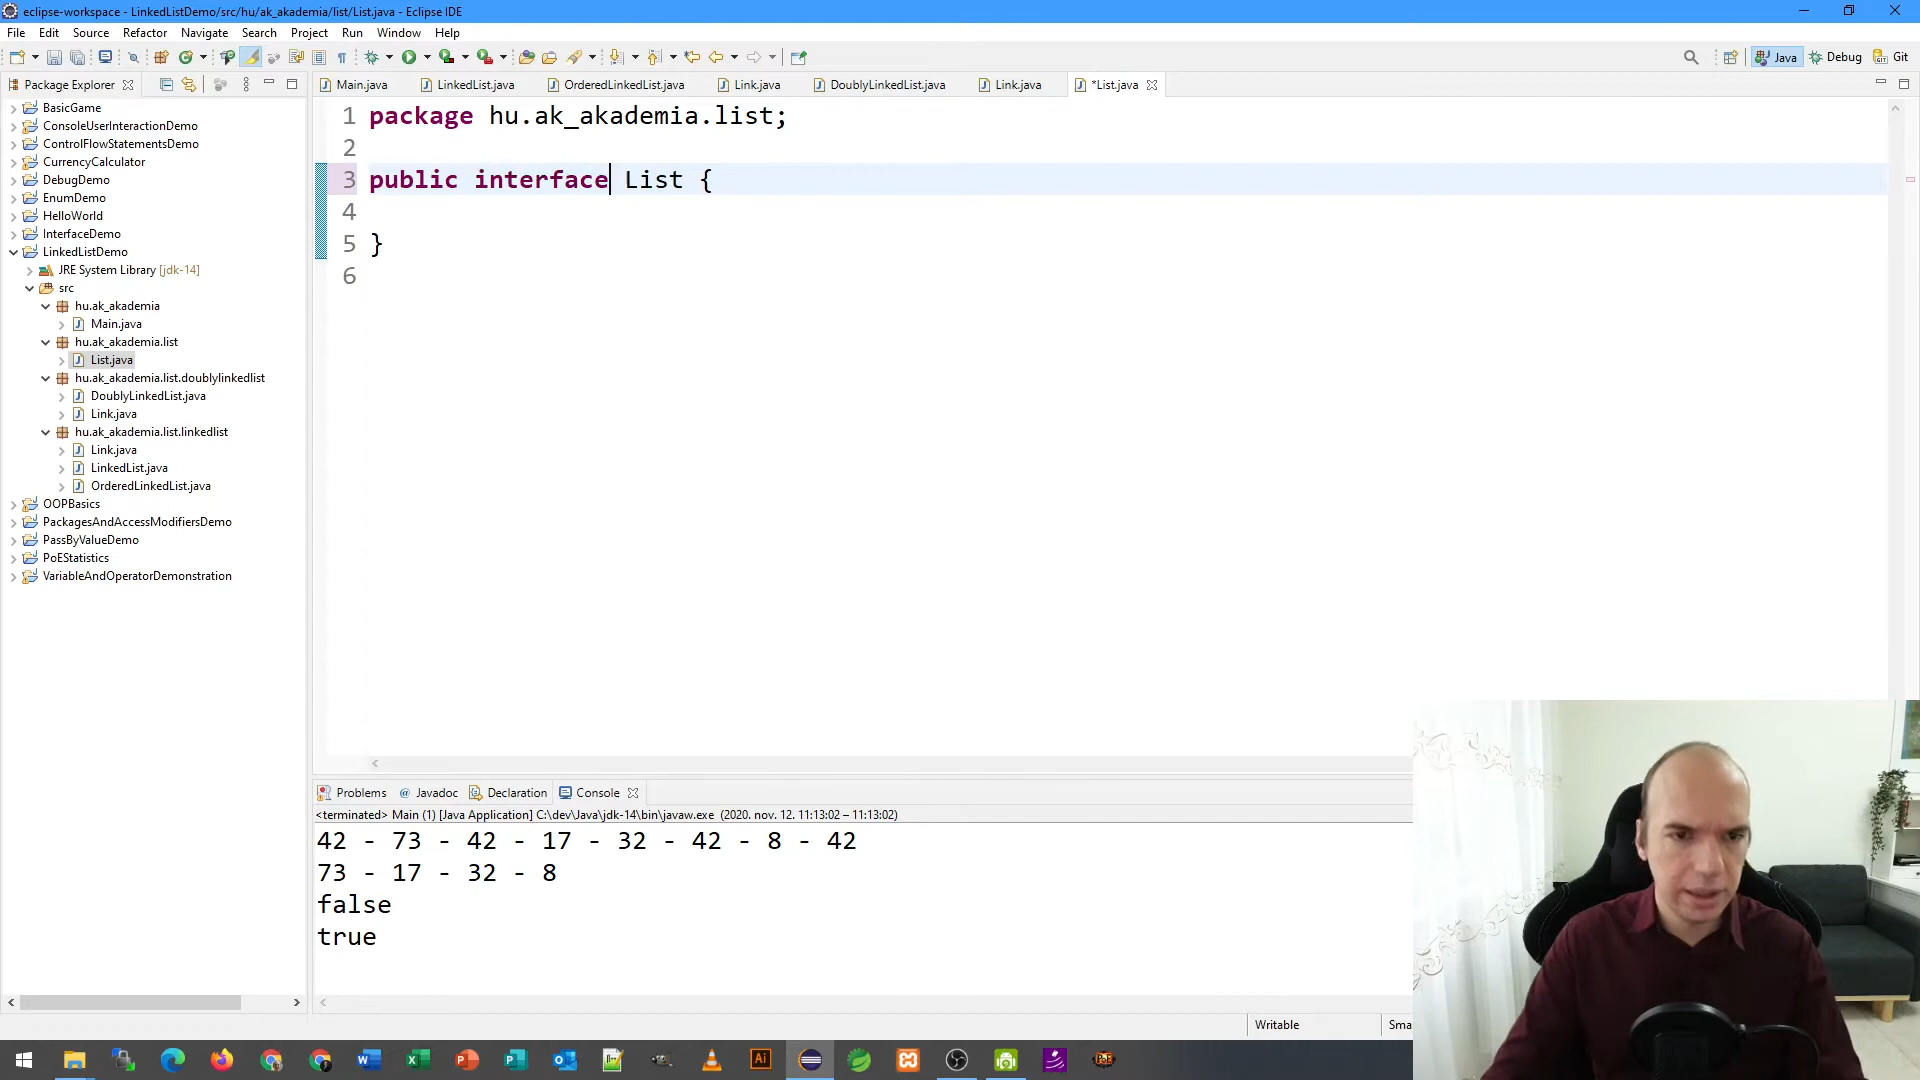 eclipse-workspace - LinkedListDemo/src/hu/ak_akademia/list/List.java - Eclipse IDE
File Edit Source Refactor Navigate Search Project Run Window Help
Java Debug Git
Package Explorer
Main.java LinkedList.java OrderedLinkedList.java Link.java DoublyLinkedList.java Link.java *List.java
BasicGame
ConsoleUserInteractionDemo
ControlFlowStatementsDemo
CurrencyCalculator
DebugDemo
EnumDemo
HelloWorld
InterfaceDemo
LinkedListDemo
JRE System Library [jdk-14]
src
hu.ak_akademia
Main.java
hu.ak_akademia.list
List.java
hu.ak_akademia.list.doublylinkedlist
DoublyLinkedList.java
Link.java
hu.ak_akademia.list.linkedlist
Link.java
LinkedList.java
OrderedLinkedList.java
OOPBasics
PackagesAndAccessModifiersDemo
PassByValueDemo
PoEStatistics
VariableAndOperatorDemonstration
1 package hu.ak_akademia.list;
2
3 public interface List {
4
5 }
6
Problems @ Javadoc Declaration Console
<terminated> Main (1) [Java Application] C:\dev\Java\jdk-14\bin\javaw.exe (2020. nov. 12. 11:13:02 – 11:13:02)
42 - 73 - 42 - 17 - 32 - 42 - 8 - 42
73 - 17 - 32 - 8
false
true
Writable Sma